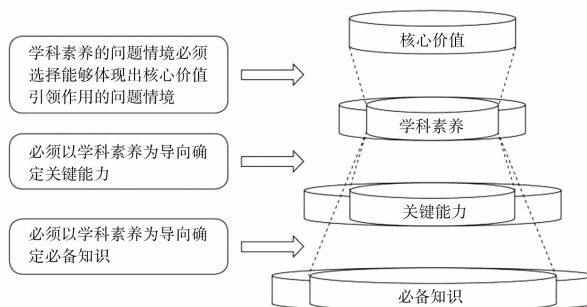 学科素养的问题情境必须
选择能够体现出核心价值
引领作用的问题情境
必须以学科素养为导向确
定关键能力
必须以学科素养为导向确
定必备知识
核心价值
学科素养
关键能力
必备知识